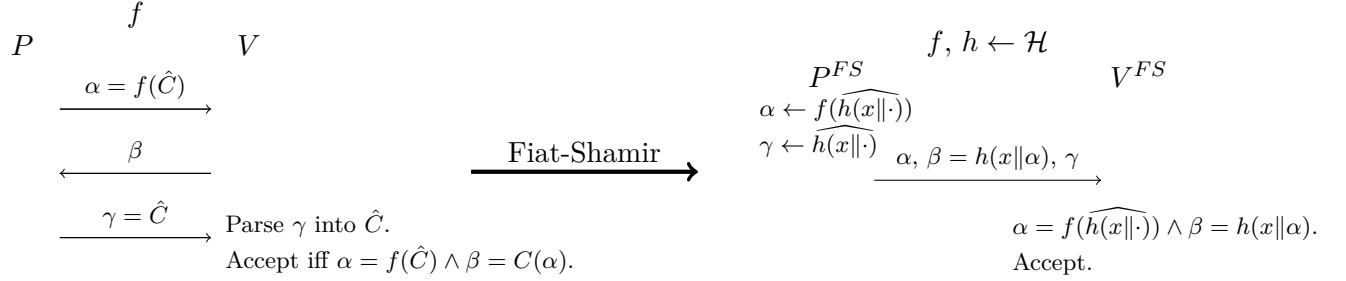 f
P V
α = f(Ĉ)
β
γ = Ĉ
Parse γ into Ĉ.
Accept iff α = f(Ĉ) ∧ β = C(α).
Fiat-Shamir
f, h ← ℋ
P^{FS} V^{FS}
α ← f(\widehat{h(x‖·)})
γ ← \widehat{h(x‖·)}
α, β = h(x‖α), γ
α = f(\widehat{h(x‖·)}) ∧ β = h(x‖α).
Accept.